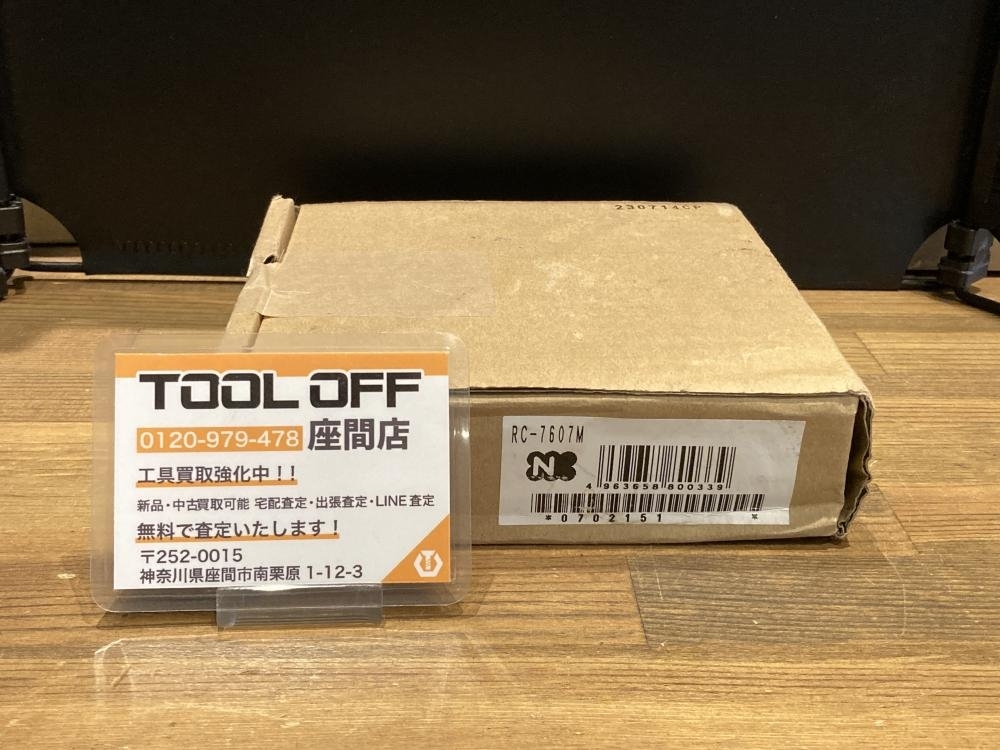 230714CP
TOOL OFF
0120-979-478 座間店
工具買取強化中!!
新品・中古買取可能 宅配査定・出張査定・LINE査定
無料で査定いたします!
〒252-0015
神奈川県座間市南栗原 1-12-3
RC-7607M
N
4 963658 800339
*0702151 *